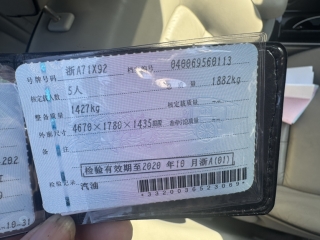 号牌号码 浙A71X92 档案编号 040069560113
核定载人数 5人 总质量 1882kg
整备质量 1427kg 核定载质量 --
外廓尺寸 4670×1780×1435mm 准牵引总质量 --
备注
检验有效期至2020年10月浙A(01)
检验记录 汽油